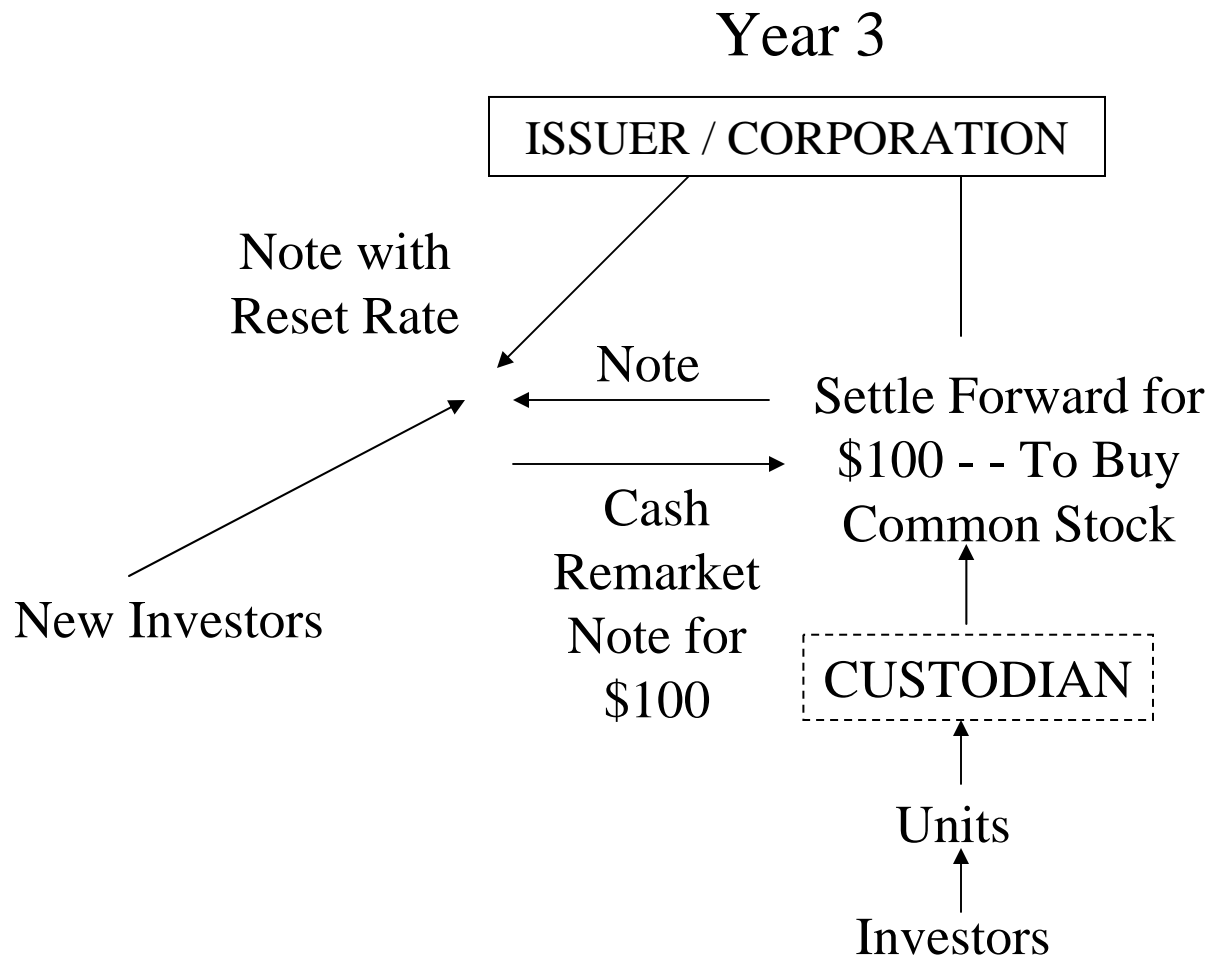 Year 3
ISSUER / CORPORATION
Note with
Reset Rate
Note
Settle Forward for
$100 - - To Buy
Common Stock
Cash
Remarket
Note for
$100
New Investors
CUSTODIAN
Units
Investors